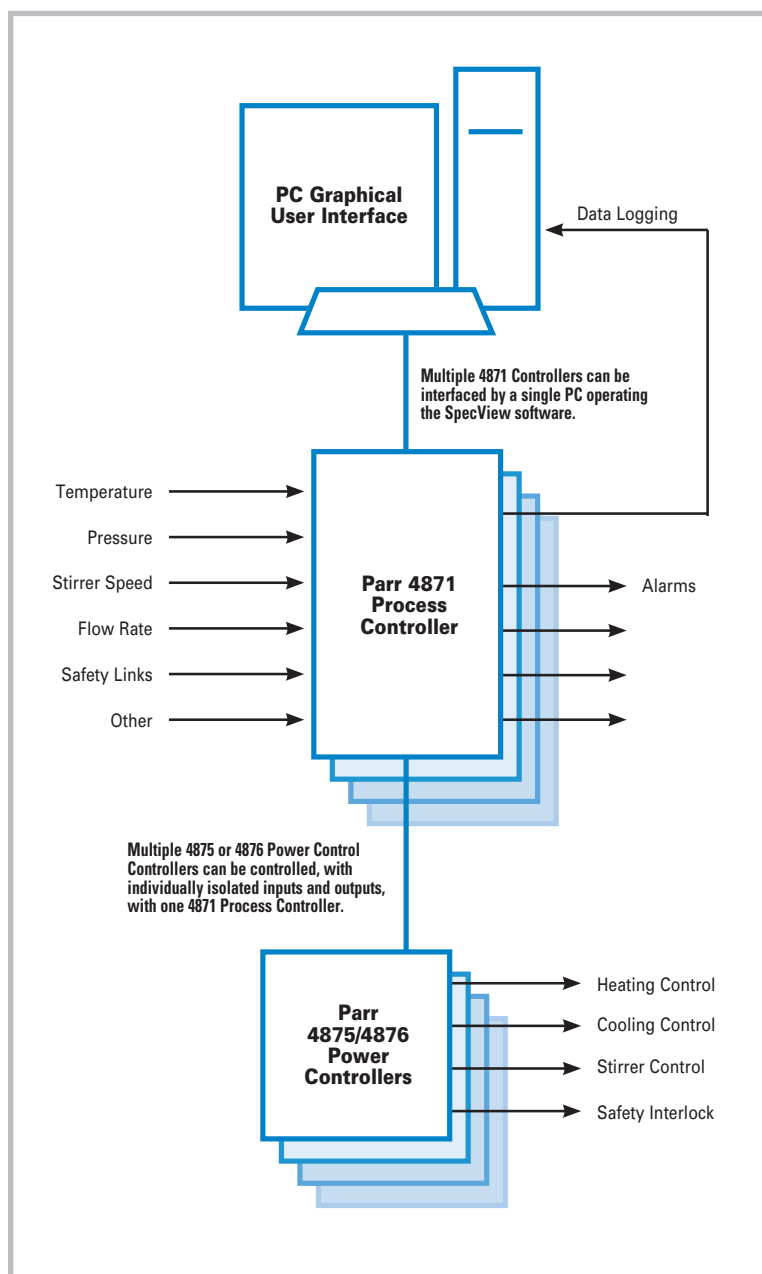 PC Graphical
User Interface
Data Logging
Multiple 4871 Controllers can be
interfaced by a single PC operating
the SpecView software.
Temperature
Pressure
Stirrer Speed
Flow Rate
Safety Links
Other
Parr 4871
Process
Controller
Alarms
Multiple 4875 or 4876 Power Control
Controllers can be controlled, with
individually isolated inputs and outputs,
with one 4871 Process Controller.
Parr
4875/4876
Power
Controllers
Heating Control
Cooling Control
Stirrer Control
Safety Interlock